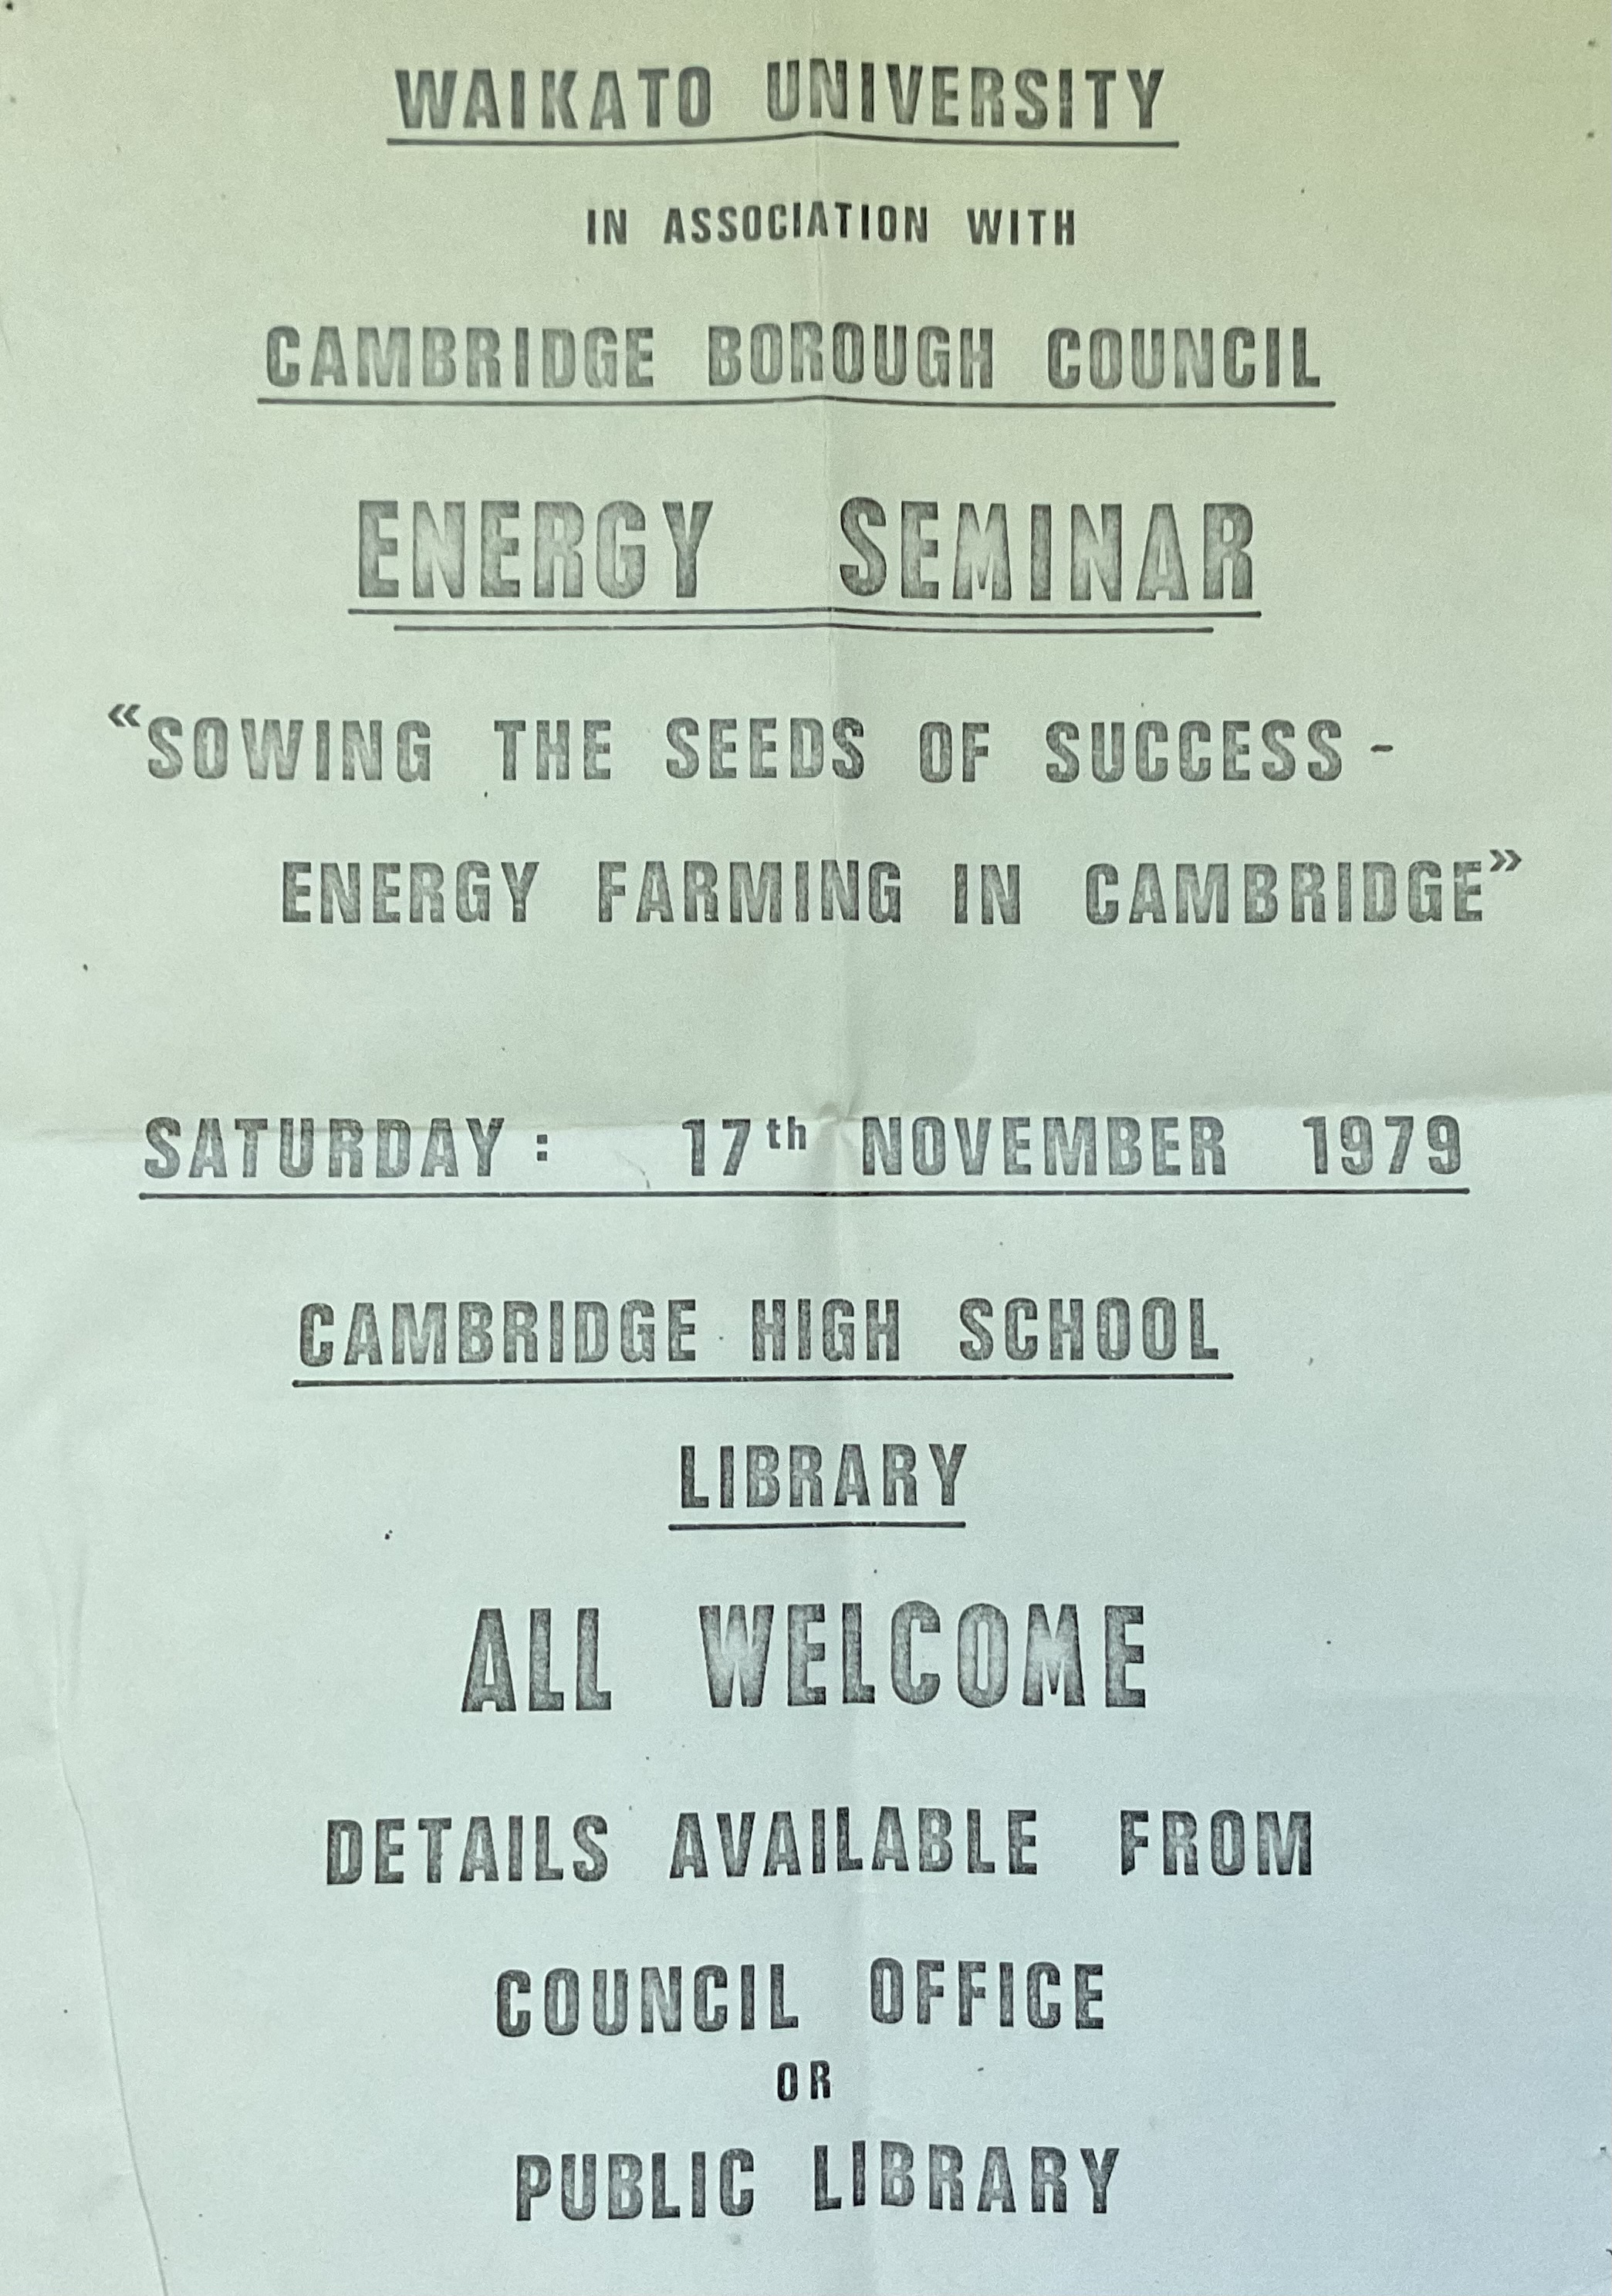 WAIKATO UNIVERSITY
IN ASSOCIATION WITH
CAMBRIDGE BOROUGH COUNCIL
ENERGY SEMINAR
“SOWING THE SEEDS OF SUCCESS -
ENERGY FARMING IN CAMBRIDGE”
SATURDAY: 17th NOVEMBER 1979
CAMBRIDGE HIGH SCHOOL
LIBRARY
ALL WELCOME
DETAILS AVAILABLE FROM
COUNCIL OFFICE
OR
PUBLIC LIBRARY